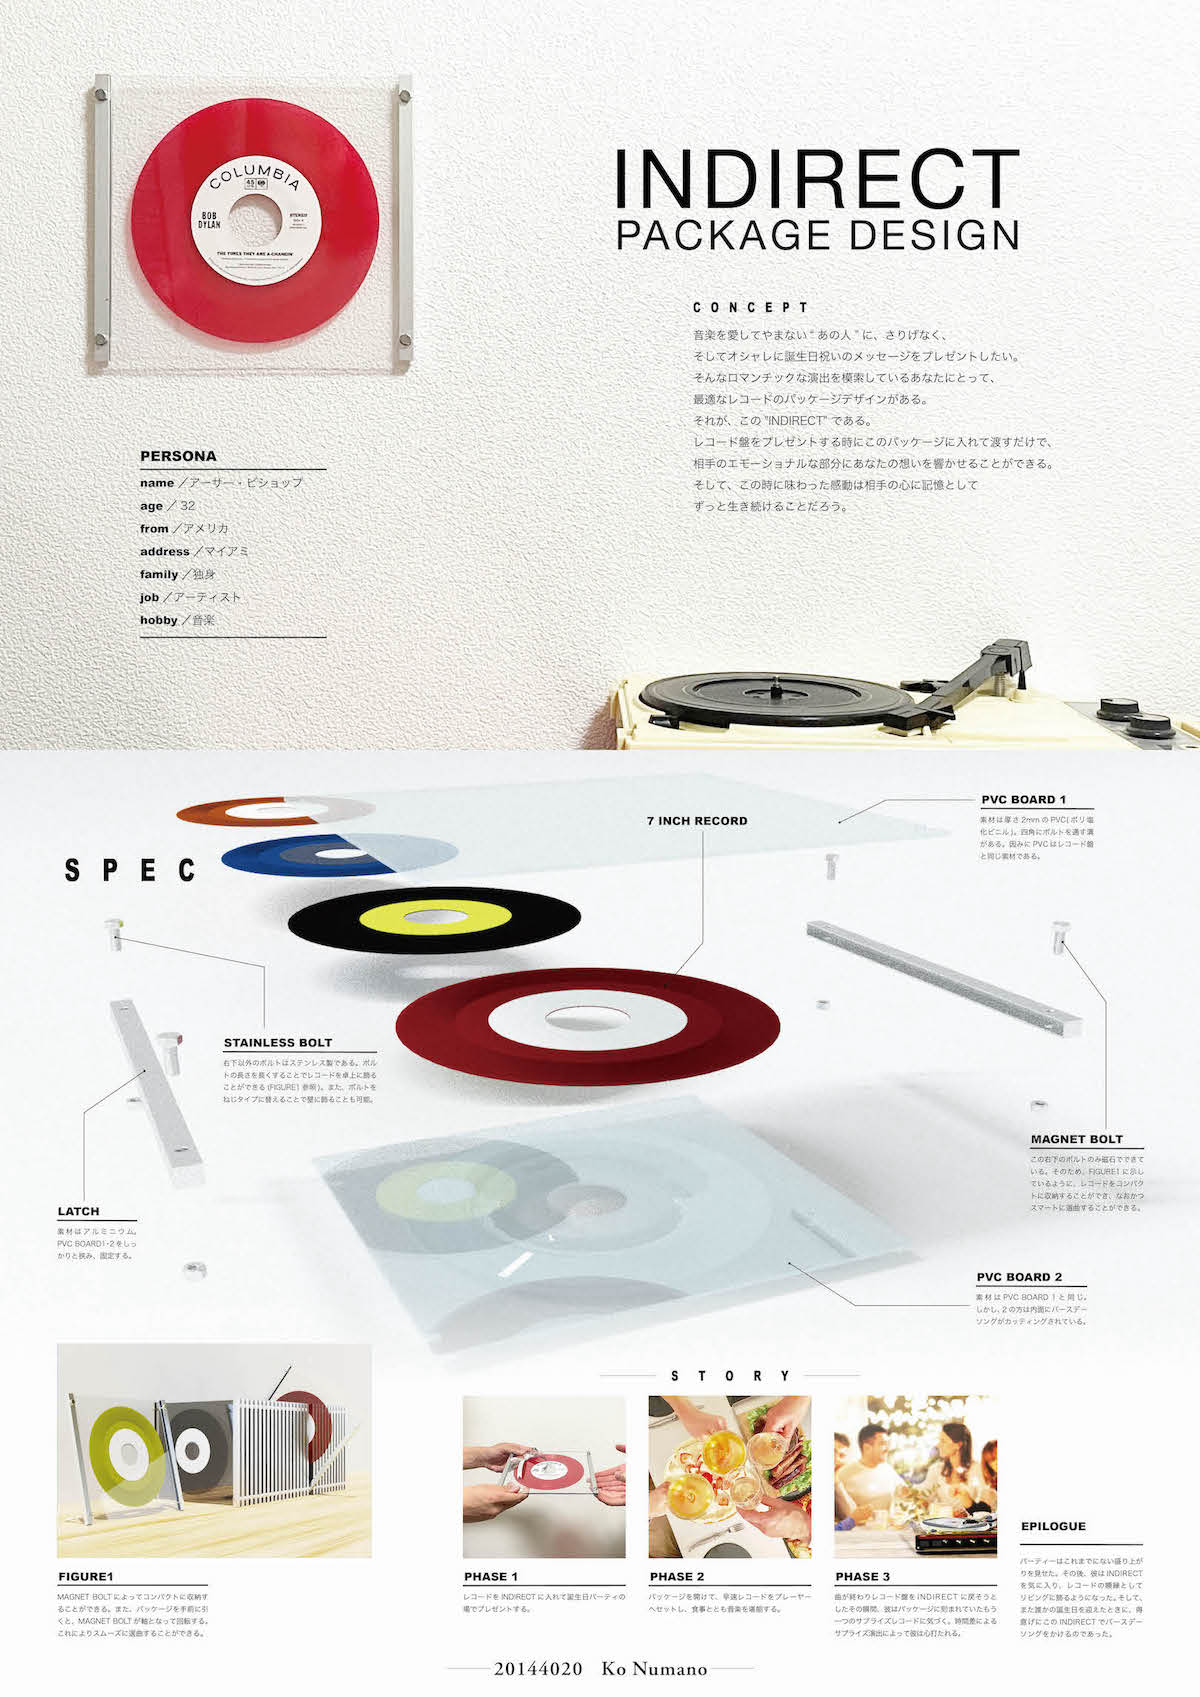 COLUMBIA
45
BOB
DYLAN
STEREO
THE TIMES THEY ARE A-CHANGIN'
INDIRECT
PACKAGE DESIGN
CONCEPT
音楽を愛してやまない“あの人”に、さりげなく、
そしてオシャレに誕生日祝いのメッセージをプレゼントしたい。
そんなロマンチックな演出を模索しているあなたにとって、
最適なレコードのパッケージデザインがある。
それが、この"INDIRECT"である。
レコード盤をプレゼントする時にこのパッケージに入れて渡すだけで、
相手のエモーショナルな部分にあなたの想いを響かせることができる。
そして、この時に味わった感動は相手の心に記憶として
ずっと生き続けることだろう。
PERSONA
name／アーサー・ビショップ
age／32
from／アメリカ
address／マイアミ
family／独身
job／アーティスト
hobby／音楽
SPEC
7 INCH RECORD
PVC BOARD 1
素材は厚さ2mmのPVC(ポリ塩
化ビニル)。四角にボルトを通す溝
がある。因みにPVCはレコード盤
と同じ素材である。
STAINLESS BOLT
右下以外のボルトはステンレス製である。ボル
トの長さを長くすることでレコードを卓上に飾る
ことができる(FIGURE1参照)。また、ボルトを
ねじタイプに替えることで壁に飾ることも可能。
MAGNET BOLT
この右下のボルトのみ磁石でできて
いる。そのため、FIGURE1に示し
ているように、レコードをコンパク
トに収納することができ、なおかつ
スマートに選曲することができる。
LATCH
素材はアルミニウム。
PVC BOARD1・2をしっ
かりと挟み、固定する。
PVC BOARD 2
素材はPVC BOARD 1と同じ。
しかし、2の方は内面にバースデー
ソングがカッティングされている。
STORY
FIGURE1
MAGNET BOLTによってコンパクトに収納す
ることができる。また、パッケージを手前に引
くと、MAGNET BOLTが軸となって回転する。
これによりスムーズに選曲することができる。
PHASE 1
レコードをINDIRECTに入れて誕生日パーティの
場でプレゼントする。
PHASE 2
パッケージを開けて、早速レコードをプレーヤー
へセットし、食事ととも音楽を堪能する。
PHASE 3
曲が終わりレコード盤をINDIRECTに戻そうと
したその瞬間、彼はパッケージに刻まれていたもう
一つのサプライズレコードに気づく。時間差による
サプライズ演出によって彼は心打たれる。
EPILOGUE
パーティーはこれまでにない盛り上が
りを見せた。その後、彼はINDIRECT
を気に入り、レコードの額縁として
リビングに飾るようになった。そして、
また誰かの誕生日を迎えたときに、得
意げにこのINDIRECTでバースデー
ソングをかけるのであった。
20144020 Ko Numano